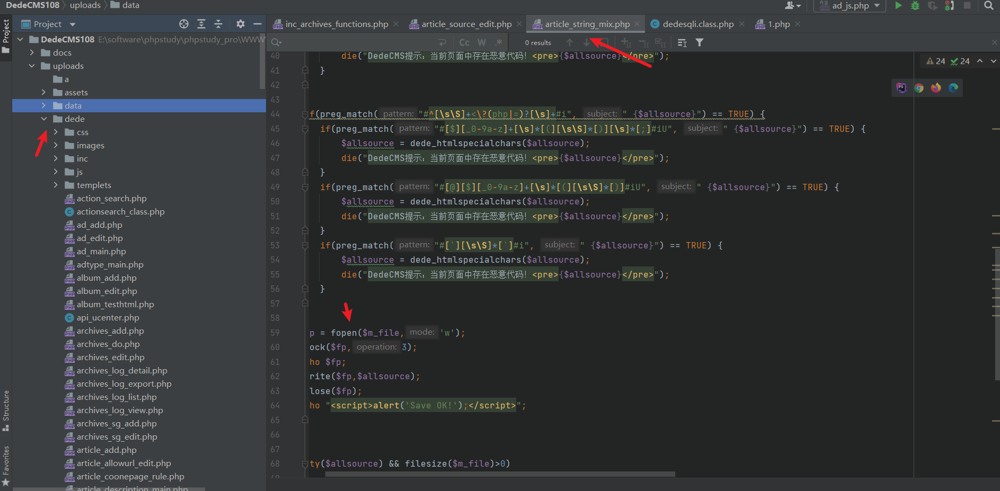 DedeCMS108 uploads data
ad_js.php
Project
Project
inc_archives_functions.php
article_source_edit.php
article_string_mix.php
dedesqli.class.php
1.php
DedeCMS108 E:\software\phpstudy\phpstudy_pro\WWW
docs
uploads
a
assets
data
dede
css
images
inc
js
templets
action_search.php
actionsearch_class.php
ad_add.php
ad_edit.php
ad_main.php
adtype_main.php
album_add.php
album_edit.php
album_testhtml.php
api_ucenter.php
archives_add.php
archives_do.php
archives_edit.php
archives_log_detail.php
archives_log_export.php
archives_log_list.php
archives_log_view.php
archives_sg_add.php
archives_sg_edit.php
article_add.php
article_allowurl_edit.php
article_coonepage_rule.php
article_description_main.php
Structure
Favorites
Cc W .* 0 results
24 24
40 die("DedeCMS提示：当前页面中存在恶意代码！<pre>{$allsource}</pre>");
41 }
42
43
44 f(preg_match( pattern: "#^[\s\S]+<\?(php|=)?[\s]+#i", subject: " {$allsource}") == TRUE) {
45 if(preg_match( pattern: "#[$][_0-9a-z]+[\s]*[(][\s\S]*[)][\s]*[;]#iU", subject: " {$allsource}") == TRUE) {
46 $allsource = dede_htmlspecialchars($allsource);
47 die("DedeCMS提示：当前页面中存在恶意代码！<pre>{$allsource}</pre>");
48 }
49 if(preg_match( pattern: "#[@][$][_0-9a-z]+[\s]*[(][\s\S]*[)]#iU", subject: " {$allsource}") == TRUE) {
50 $allsource = dede_htmlspecialchars($allsource);
51 die("DedeCMS提示：当前页面中存在恶意代码！<pre>{$allsource}</pre>");
52 }
53 if(preg_match( pattern: "#[`][\s\S]*[`]#i", subject: " {$allsource}") == TRUE) {
54 $allsource = dede_htmlspecialchars($allsource);
55 die("DedeCMS提示：当前页面中存在恶意代码！<pre>{$allsource}</pre>");
56 }
57
58
59 p = fopen($m_file, mode: 'w');
60 ock($fp, operation: 3);
61 ho $fp;
62 rite($fp,$allsource);
63 lose($fp);
64 ho "<script>alert('Save OK!');</script>";
65
66
67
68 ty($allsource) && filesize($m_file)>0)